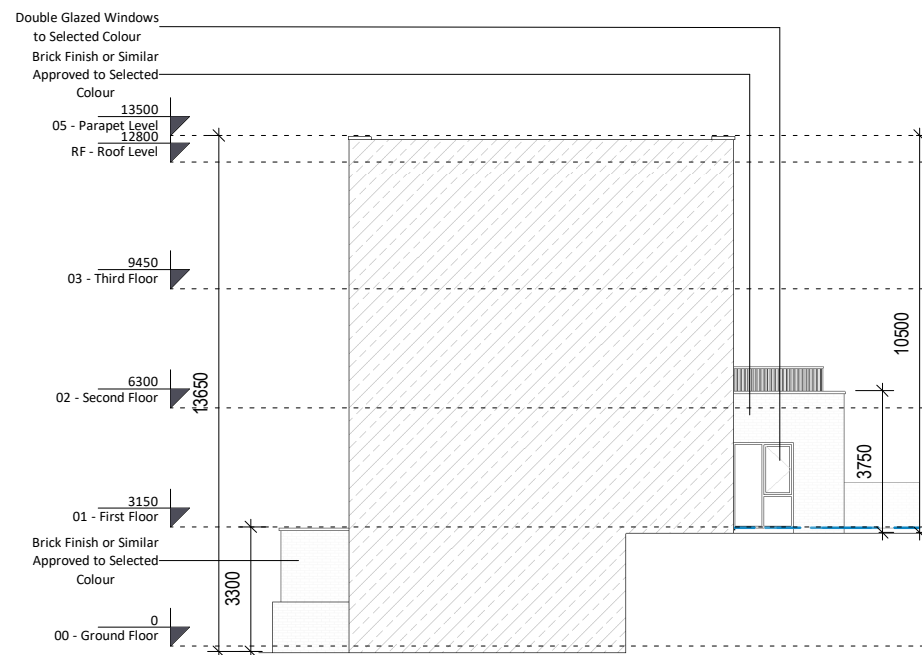 Double Glazed Windows
to Selected Colour
Brick Finish or Similar
Approved to Selected
Colour
13500
05 - Parapet Level
12800
RF - Roof Level
9450
03 - Third Floor
10500
6300
02 - Second Floor
13650
3750
3150
01 - First Floor
Brick Finish or Similar
Approved to Selected
Colour
3300
0
00 - Ground Floor